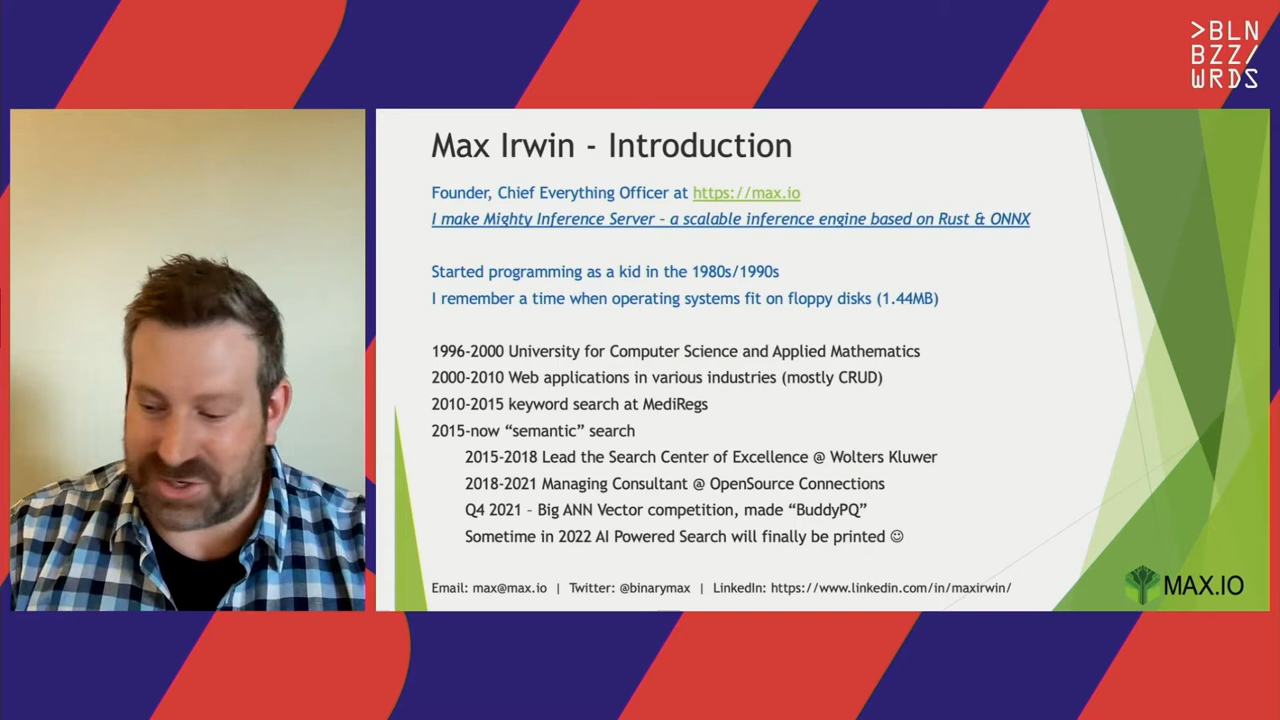 >BLN
BZZ/
WRDS
Max Irwin - Introduction
Founder, Chief Everything Officer at https://max.io
I make Mighty Inference Server – a scalable inference engine based on Rust & ONNX
Started programming as a kid in the 1980s/1990s
I remember a time when operating systems fit on floppy disks (1.44MB)
1996-2000 University for Computer Science and Applied Mathematics
2000-2010 Web applications in various industries (mostly CRUD)
2010-2015 keyword search at MediRegs
2015-now “semantic” search
2015-2018 Lead the Search Center of Excellence @ Wolters Kluwer
2018-2021 Managing Consultant @ OpenSource Connections
Q4 2021 – Big ANN Vector competition, made “BuddyPQ”
Sometime in 2022 AI Powered Search will finally be printed ☺
Email: max@max.io | Twitter: @binarymax | LinkedIn: https://www.linkedin.com/in/maxirwin/
MAX.IO